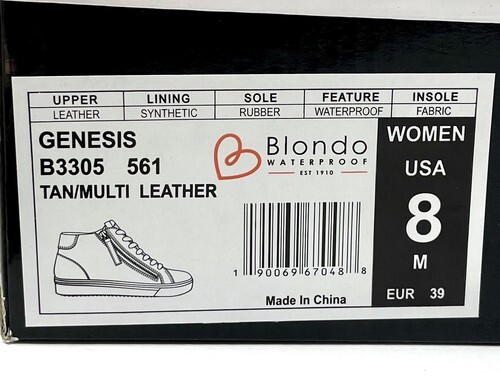 UPPER LINING SOLE FEATURE INSOLE
LEATHER SYNTHETIC RUBBER WATERPROOF FABRIC
GENESIS
B3305 561
TAN/MULTI LEATHER
Blondo
WATERPROOF
EST 1910
WOMEN
USA
8
M
EUR 39
1 90069 67048 8
Made In China